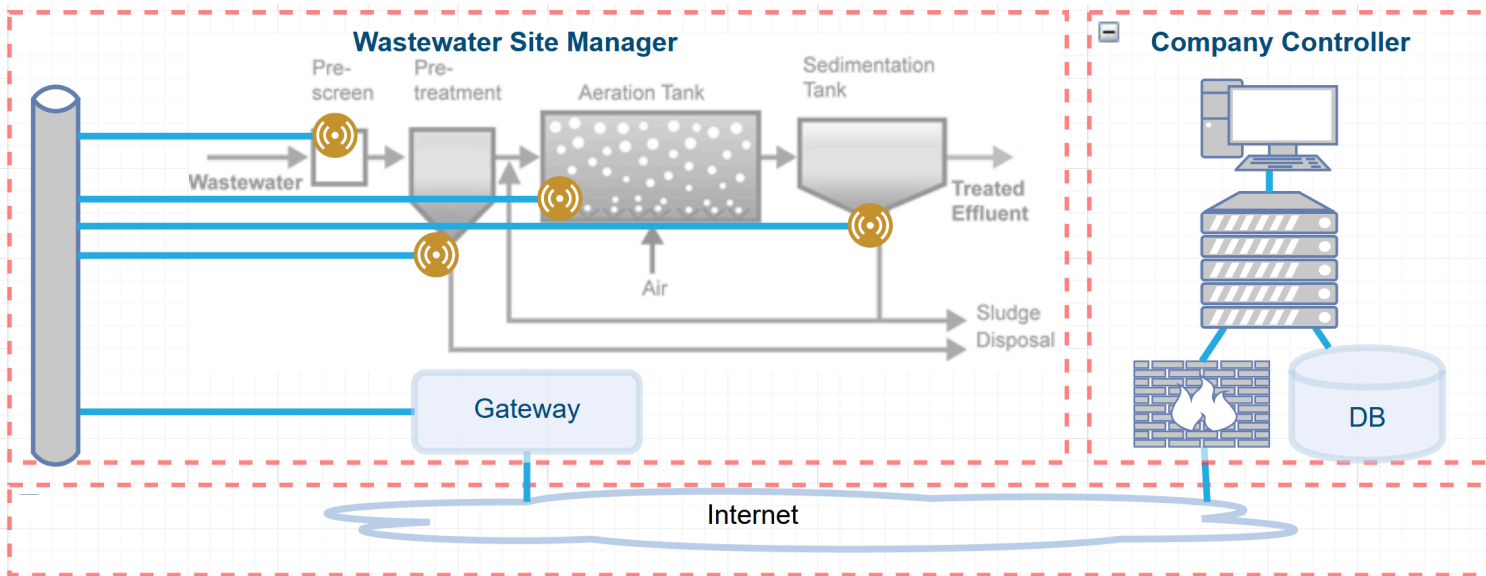 Wastewater Site Manager
Company Controller
Pre-
screen
Pre-
treatment
Aeration Tank
Sedimentation
Tank
Wastewater
Treated
Effluent
Air
Sludge
Disposal
Gateway
DB
Internet